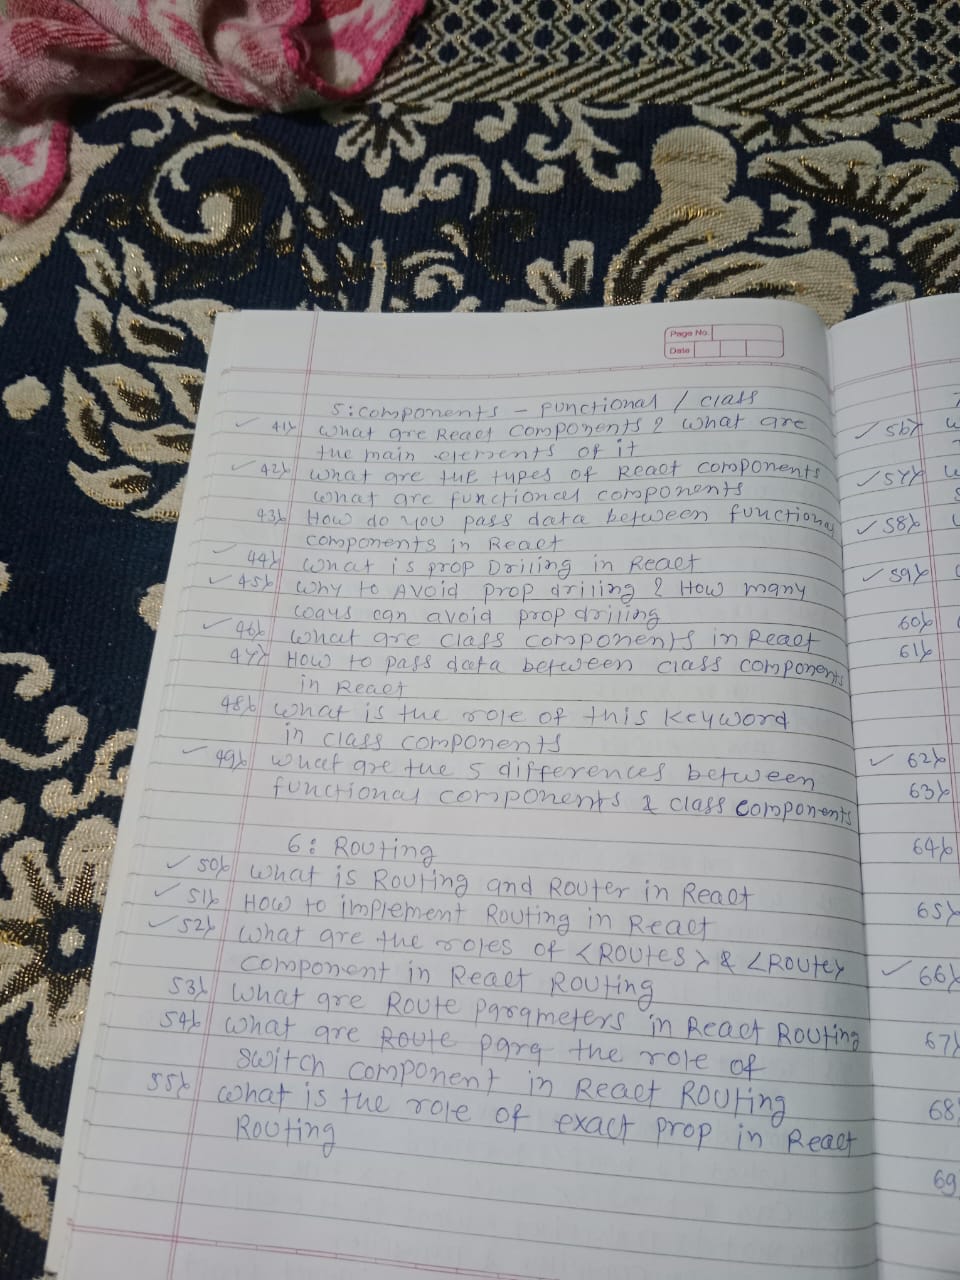 Page No.
Date
5: components - Functional / class
41) what are React components? what are
the main elements of it
42) what are the types of React components
what are functional components
43) How do you pass data between functional
components in React
44) what is prop Drilling in React
45) why to Avoid prop drilling? How many
ways can avoid prop driling
46) what are class components in React
47) How to pass data between class components
in React
48) what is the role of this keyword
in class components
49) what are the 5 differences between
functional components & class components
6: Routing
50) what is Routing and Router in React
51) How to implement Routing in React
52) what are the roles of <Routes> & <Route>
component in React Routing
53) what are Route parameters in React Routing
54) what are Route para the role of
switch component in React Routing
55) what is the role of exact prop in React
Routing
56)
57)
58)
59)
60)
61)
62)
63)
64)
65)
66)
67)
68)
69